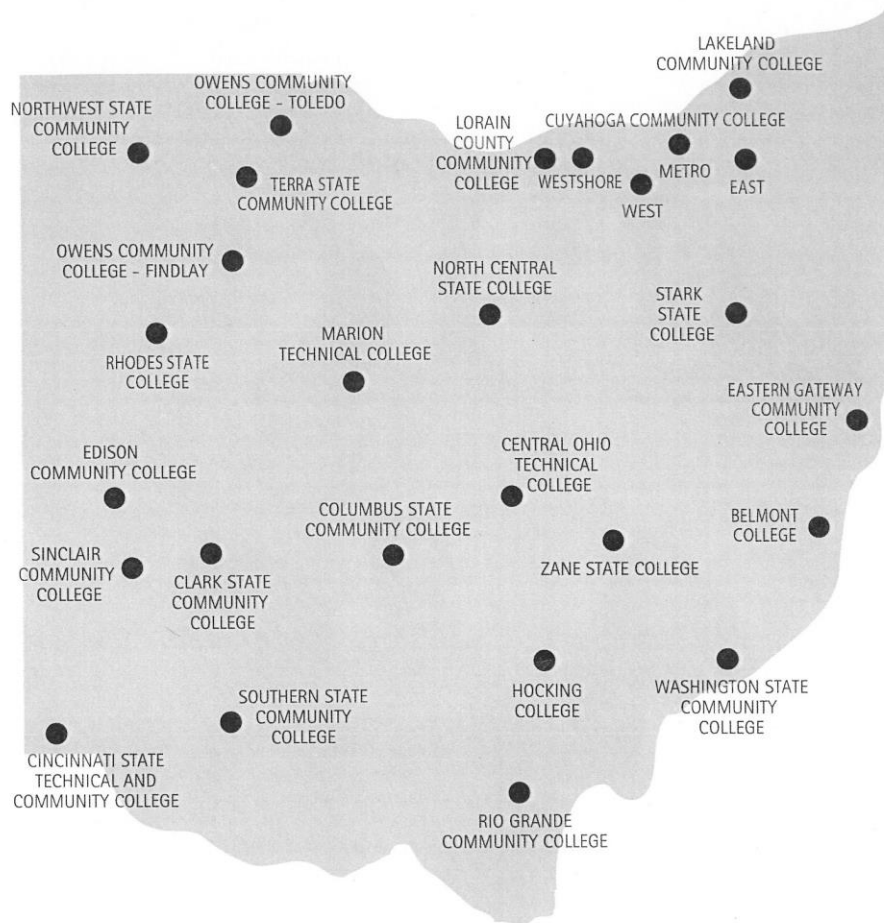 LAKELAND
COMMUNITY COLLEGE
OWENS COMMUNITY
COLLEGE – TOLEDO
NORTHWEST STATE
COMMUNITY
COLLEGE
LORAIN
COUNTY
COMMUNITY
COLLEGE
CUYAHOGA COMMUNITY COLLEGE
WESTSHORE
METRO
EAST
WEST
TERRA STATE
COMMUNITY COLLEGE
OWENS COMMUNITY
COLLEGE – FINDLAY
NORTH CENTRAL
STATE COLLEGE
STARK
STATE
COLLEGE
RHODES STATE
COLLEGE
MARION
TECHNICAL COLLEGE
EASTERN GATEWAY
COMMUNITY
COLLEGE
EDISON
COMMUNITY COLLEGE
CENTRAL OHIO
TECHNICAL
COLLEGE
COLUMBUS STATE
COMMUNITY COLLEGE
BELMONT
COLLEGE
SINCLAIR
COMMUNITY
COLLEGE
CLARK STATE
COMMUNITY
COLLEGE
ZANE STATE COLLEGE
HOCKING
COLLEGE
WASHINGTON STATE
COMMUNITY
COLLEGE
SOUTHERN STATE
COMMUNITY
COLLEGE
CINCINNATI STATE
TECHNICAL AND
COMMUNITY COLLEGE
RIO GRANDE
COMMUNITY COLLEGE